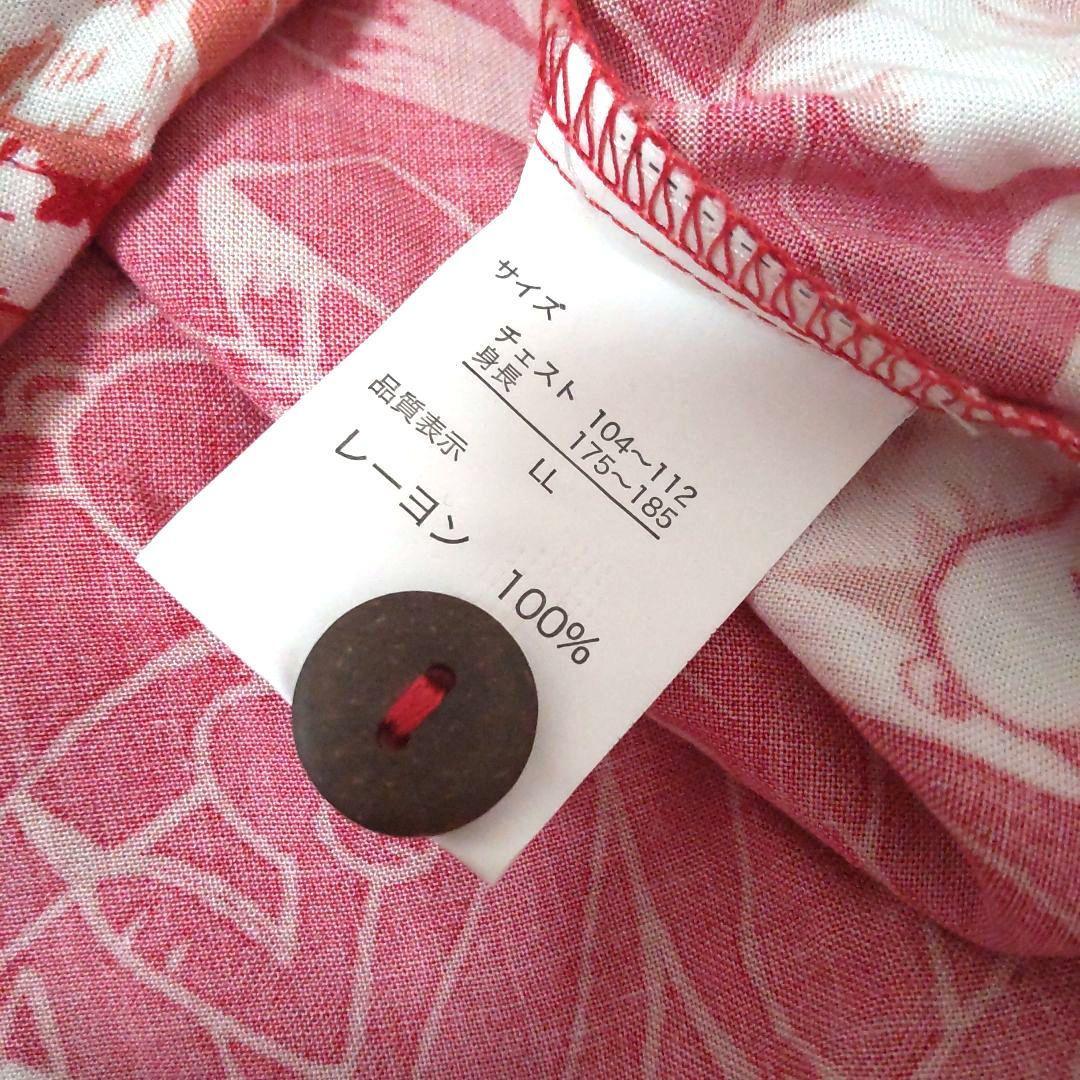 サイズ
チェスト 104～112
身長 175～185
LL
品質表示
レーヨン 100%